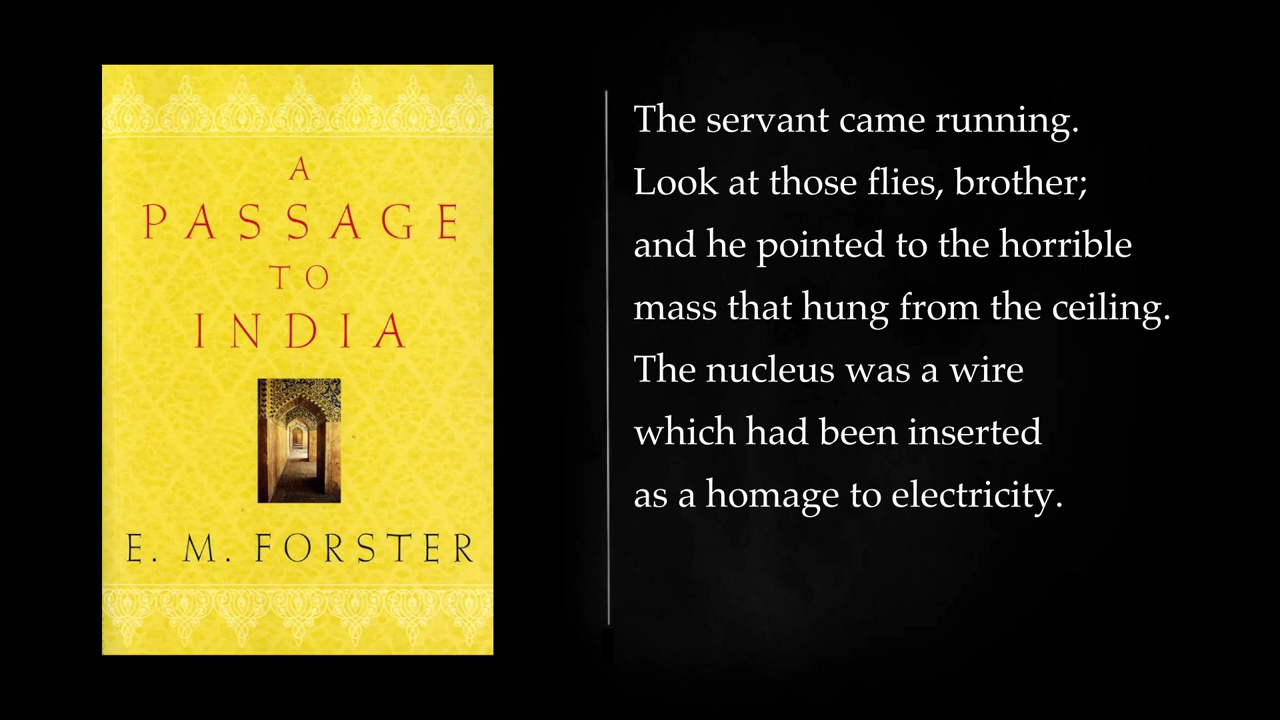 A
PASSAGE
TO
INDIA
E. M. FORSTER
The servant came running.
Look at those flies, brother;
and he pointed to the horrible
mass that hung from the ceiling.
The nucleus was a wire
which had been inserted
as a homage to electricity.